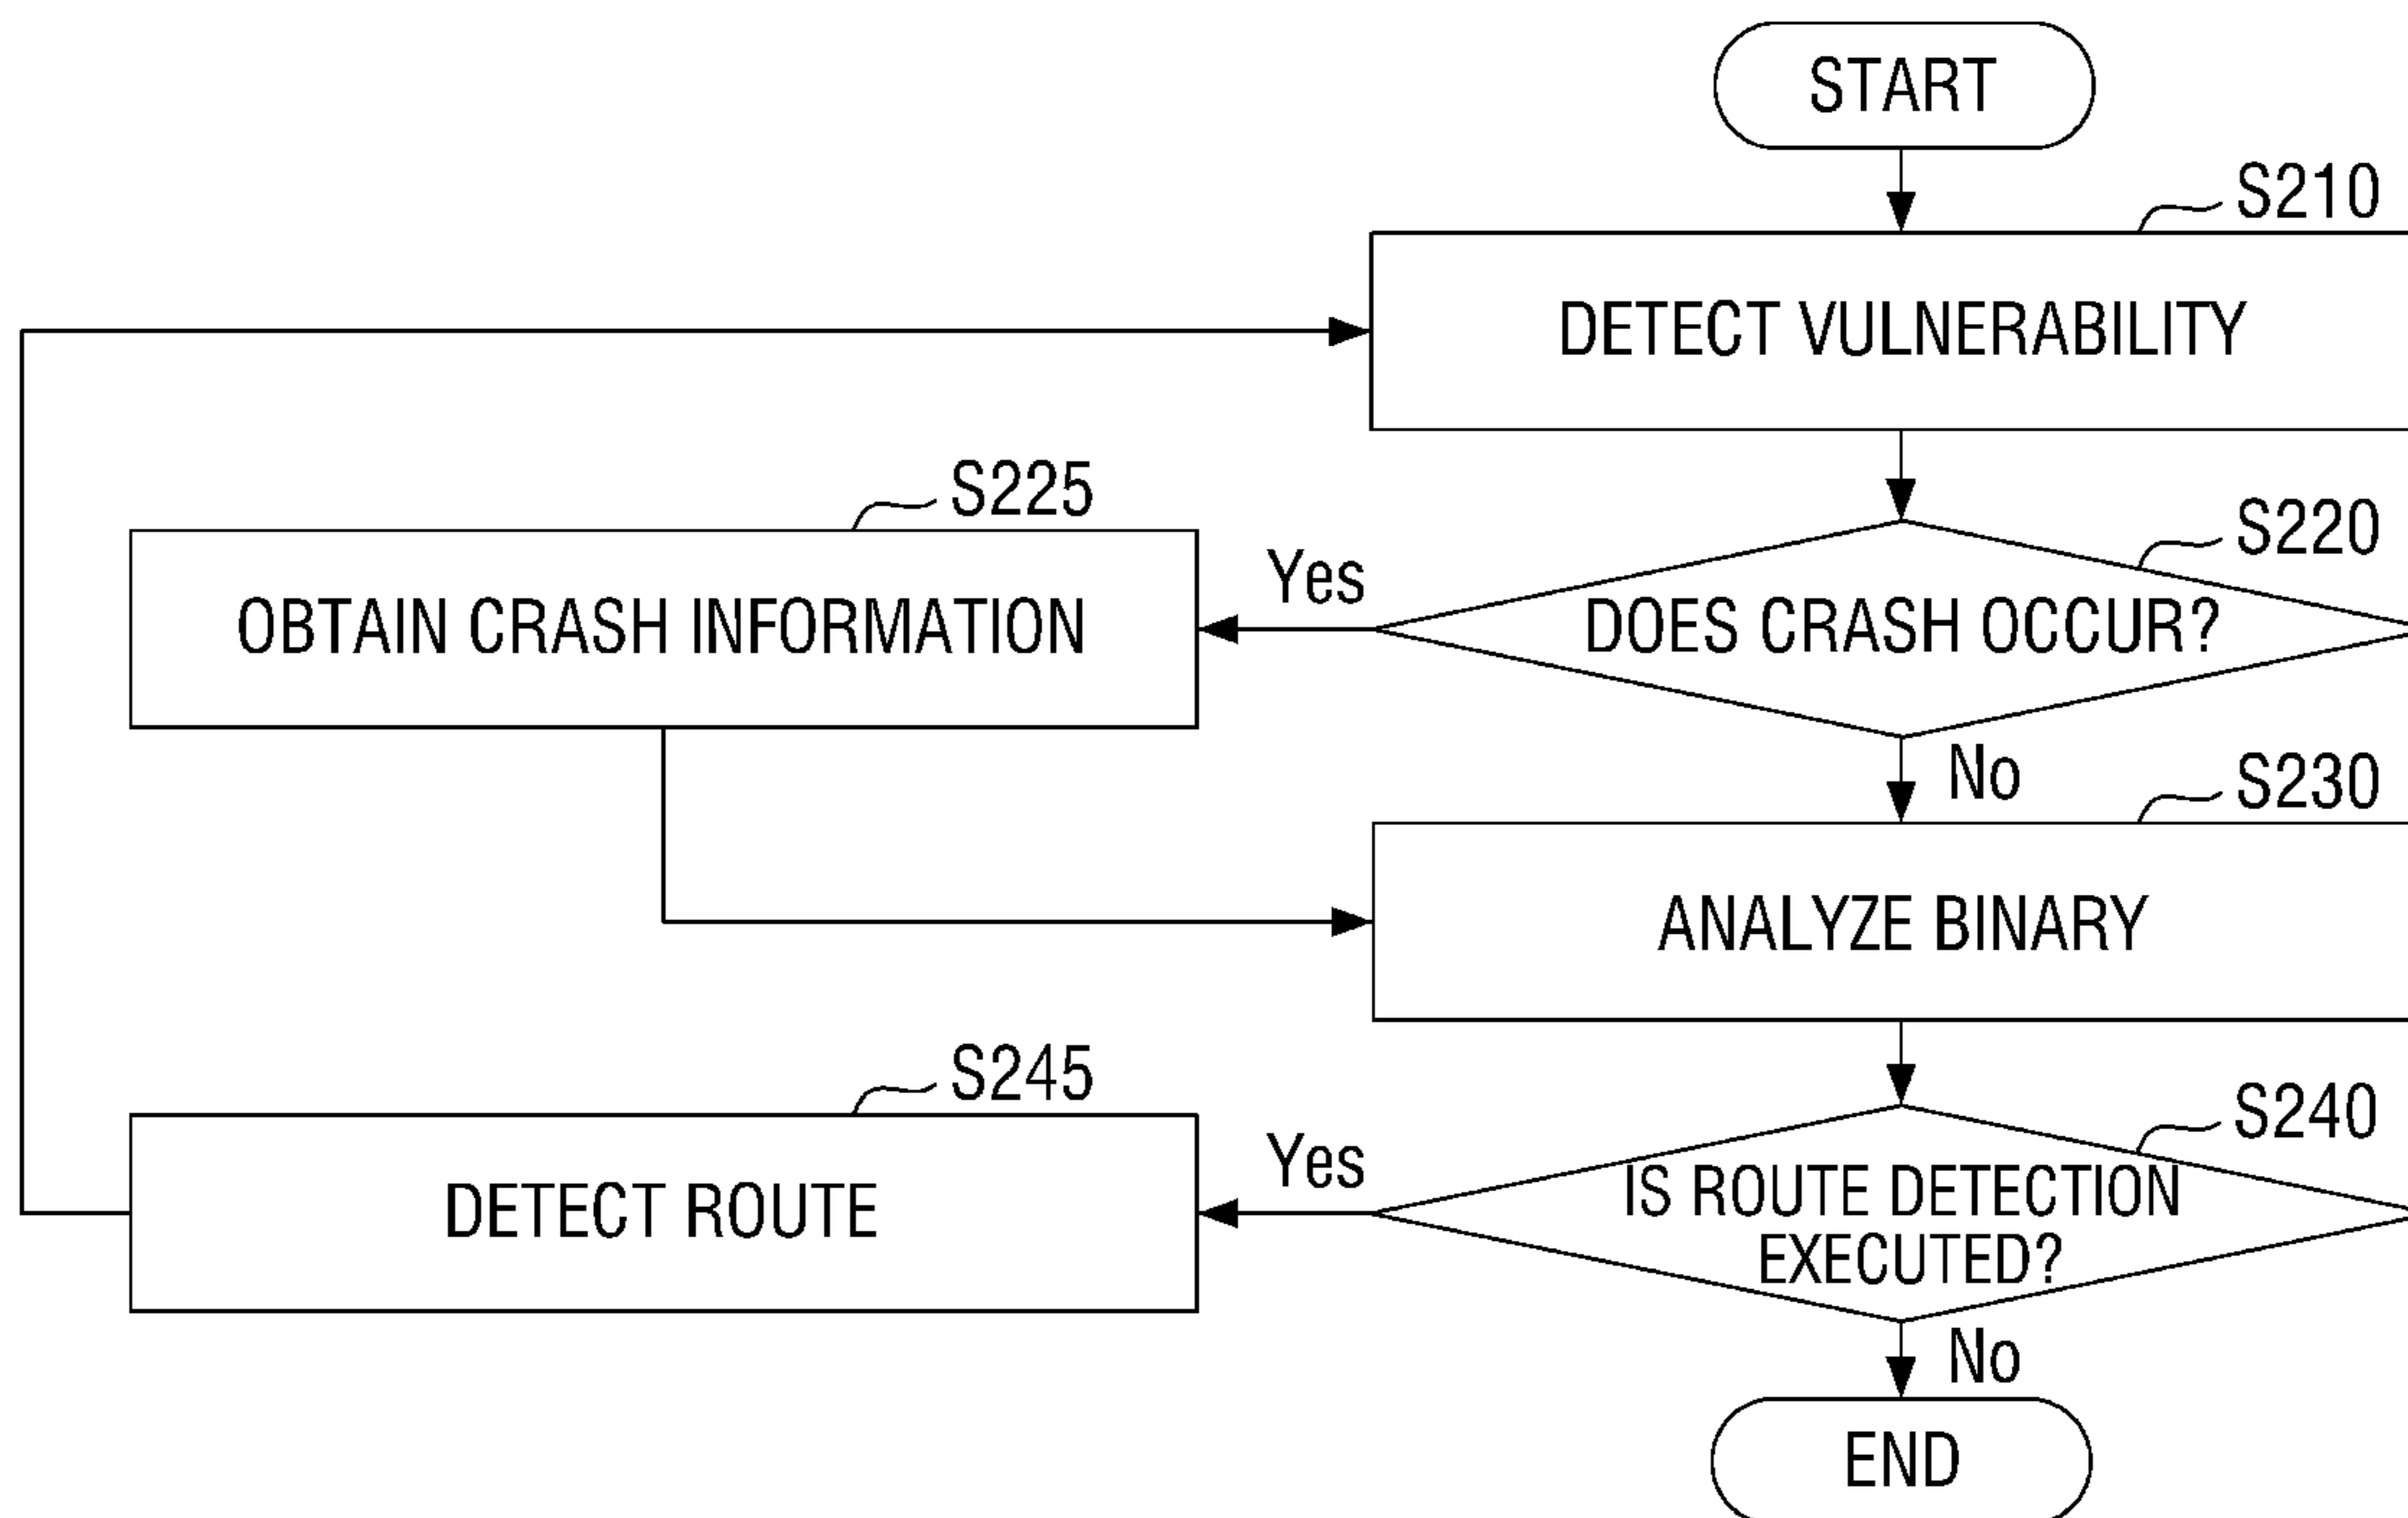 START
S210
DETECT VULNERABILITY
S225
S220
Yes
OBTAIN CRASH INFORMATION
DOES CRASH OCCUR?
No
S230
ANALYZE BINARY
S245
S240
Yes
DETECT ROUTE
IS ROUTE DETECTION
EXECUTED?
No
END